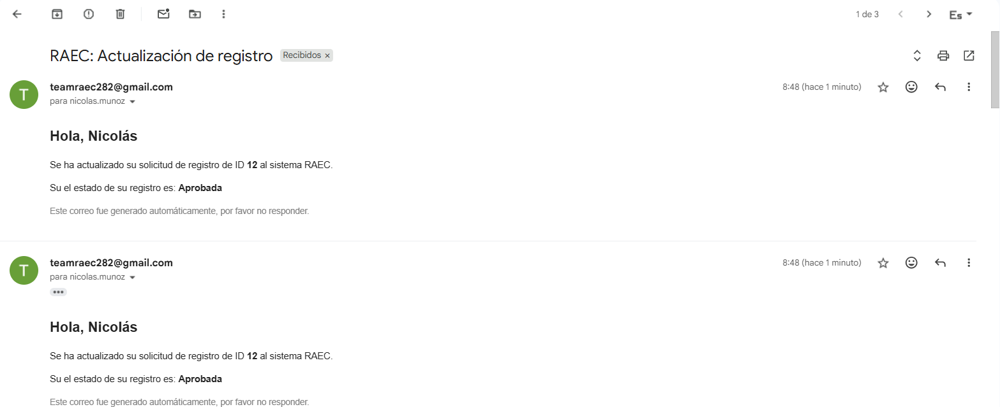 1 de 3
Es
RAEC: Actualización de registro Recibidos ×
T
teamraec282@gmail.com 8:48 (hace 1 minuto)
para nicolas.munoz
Hola, Nicolás
Se ha actualizado su solicitud de registro de ID 12 al sistema RAEC.
Su el estado de su registro es: Aprobada
Este correo fue generado automáticamente, por favor no responder.
T
teamraec282@gmail.com 8:48 (hace 1 minuto)
para nicolas.munoz
•••
Hola, Nicolás
Se ha actualizado su solicitud de registro de ID 12 al sistema RAEC.
Su el estado de su registro es: Aprobada
Este correo fue generado automáticamente, por favor no responder.